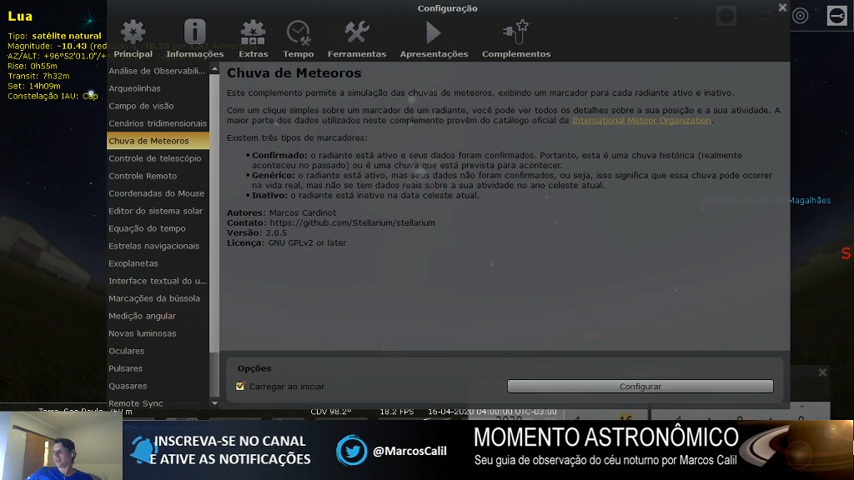 Configuração
Lua
Tipo: satélite natural
Magnitude: -10.43
AZ/ALT: +96°52'01.0"/+
Rise: 0h55m
Transit: 7h32m
Set: 14h09m
Constelação IAU: Cap
Principal
Informações
Extras
Tempo
Ferramentas
Apresentações
Complementos
Análise de Observabili...
Arqueolinhas
Campo de visão
Cenários tridimensionais
Chuva de Meteoros
Controle de telescópio
Controle Remoto
Coordenadas do Mouse
Editor do sistema solar
Equação do tempo
Estrelas navigacionais
Exoplanetas
Interface textual do u...
Marcações da bússola
Medição angular
Novas luminosas
Oculares
Pulsares
Quasares
Remote Sync
Chuva de Meteoros
Este complemento permite a simulação das chuvas de meteoros, exibindo um marcador para cada radiante ativo e inativo.
Com um clique simples sobre um marcador de um radiante, você pode ver todos os detalhes sobre a sua posição e a sua atividade. A
maior parte dos dados utilizados neste complemento provêm do catálogo oficial da International Meteor Organization.
Existem três tipos de marcadores:
• Confirmado: o radiante está ativo e seus dados foram confirmados. Portanto, esta é uma chuva histórica (realmente
aconteceu no passado) ou é uma chuva que está prevista para acontecer.
• Genérico: o radiante está ativo, mas seus dados não foram confirmados, ou seja, isso significa que essa chuva pode ocorrer
na vida real, mas não se tem dados reais sobre a sua atividade no ano celeste atual.
• Inativo: o radiante está inativo na data celeste atual.
Autores: Marcos Cardinot
Contato: https://github.com/Stellarium/stellarium
Versão: 2.0.5
Licença: GNU GPLv2 or later
de Magalhães
S
Opções
Carregar ao iniciar
Configurar
18.2 FPS
16-04-2020 04:00:00 UTC-03:00
INSCREVA-SE NO CANAL
E ATIVE AS NOTIFICAÇÕES
@MarcosCalil
MOMENTO ASTRONÔMICO
Seu guia de observação do céu noturno por Marcos Calil